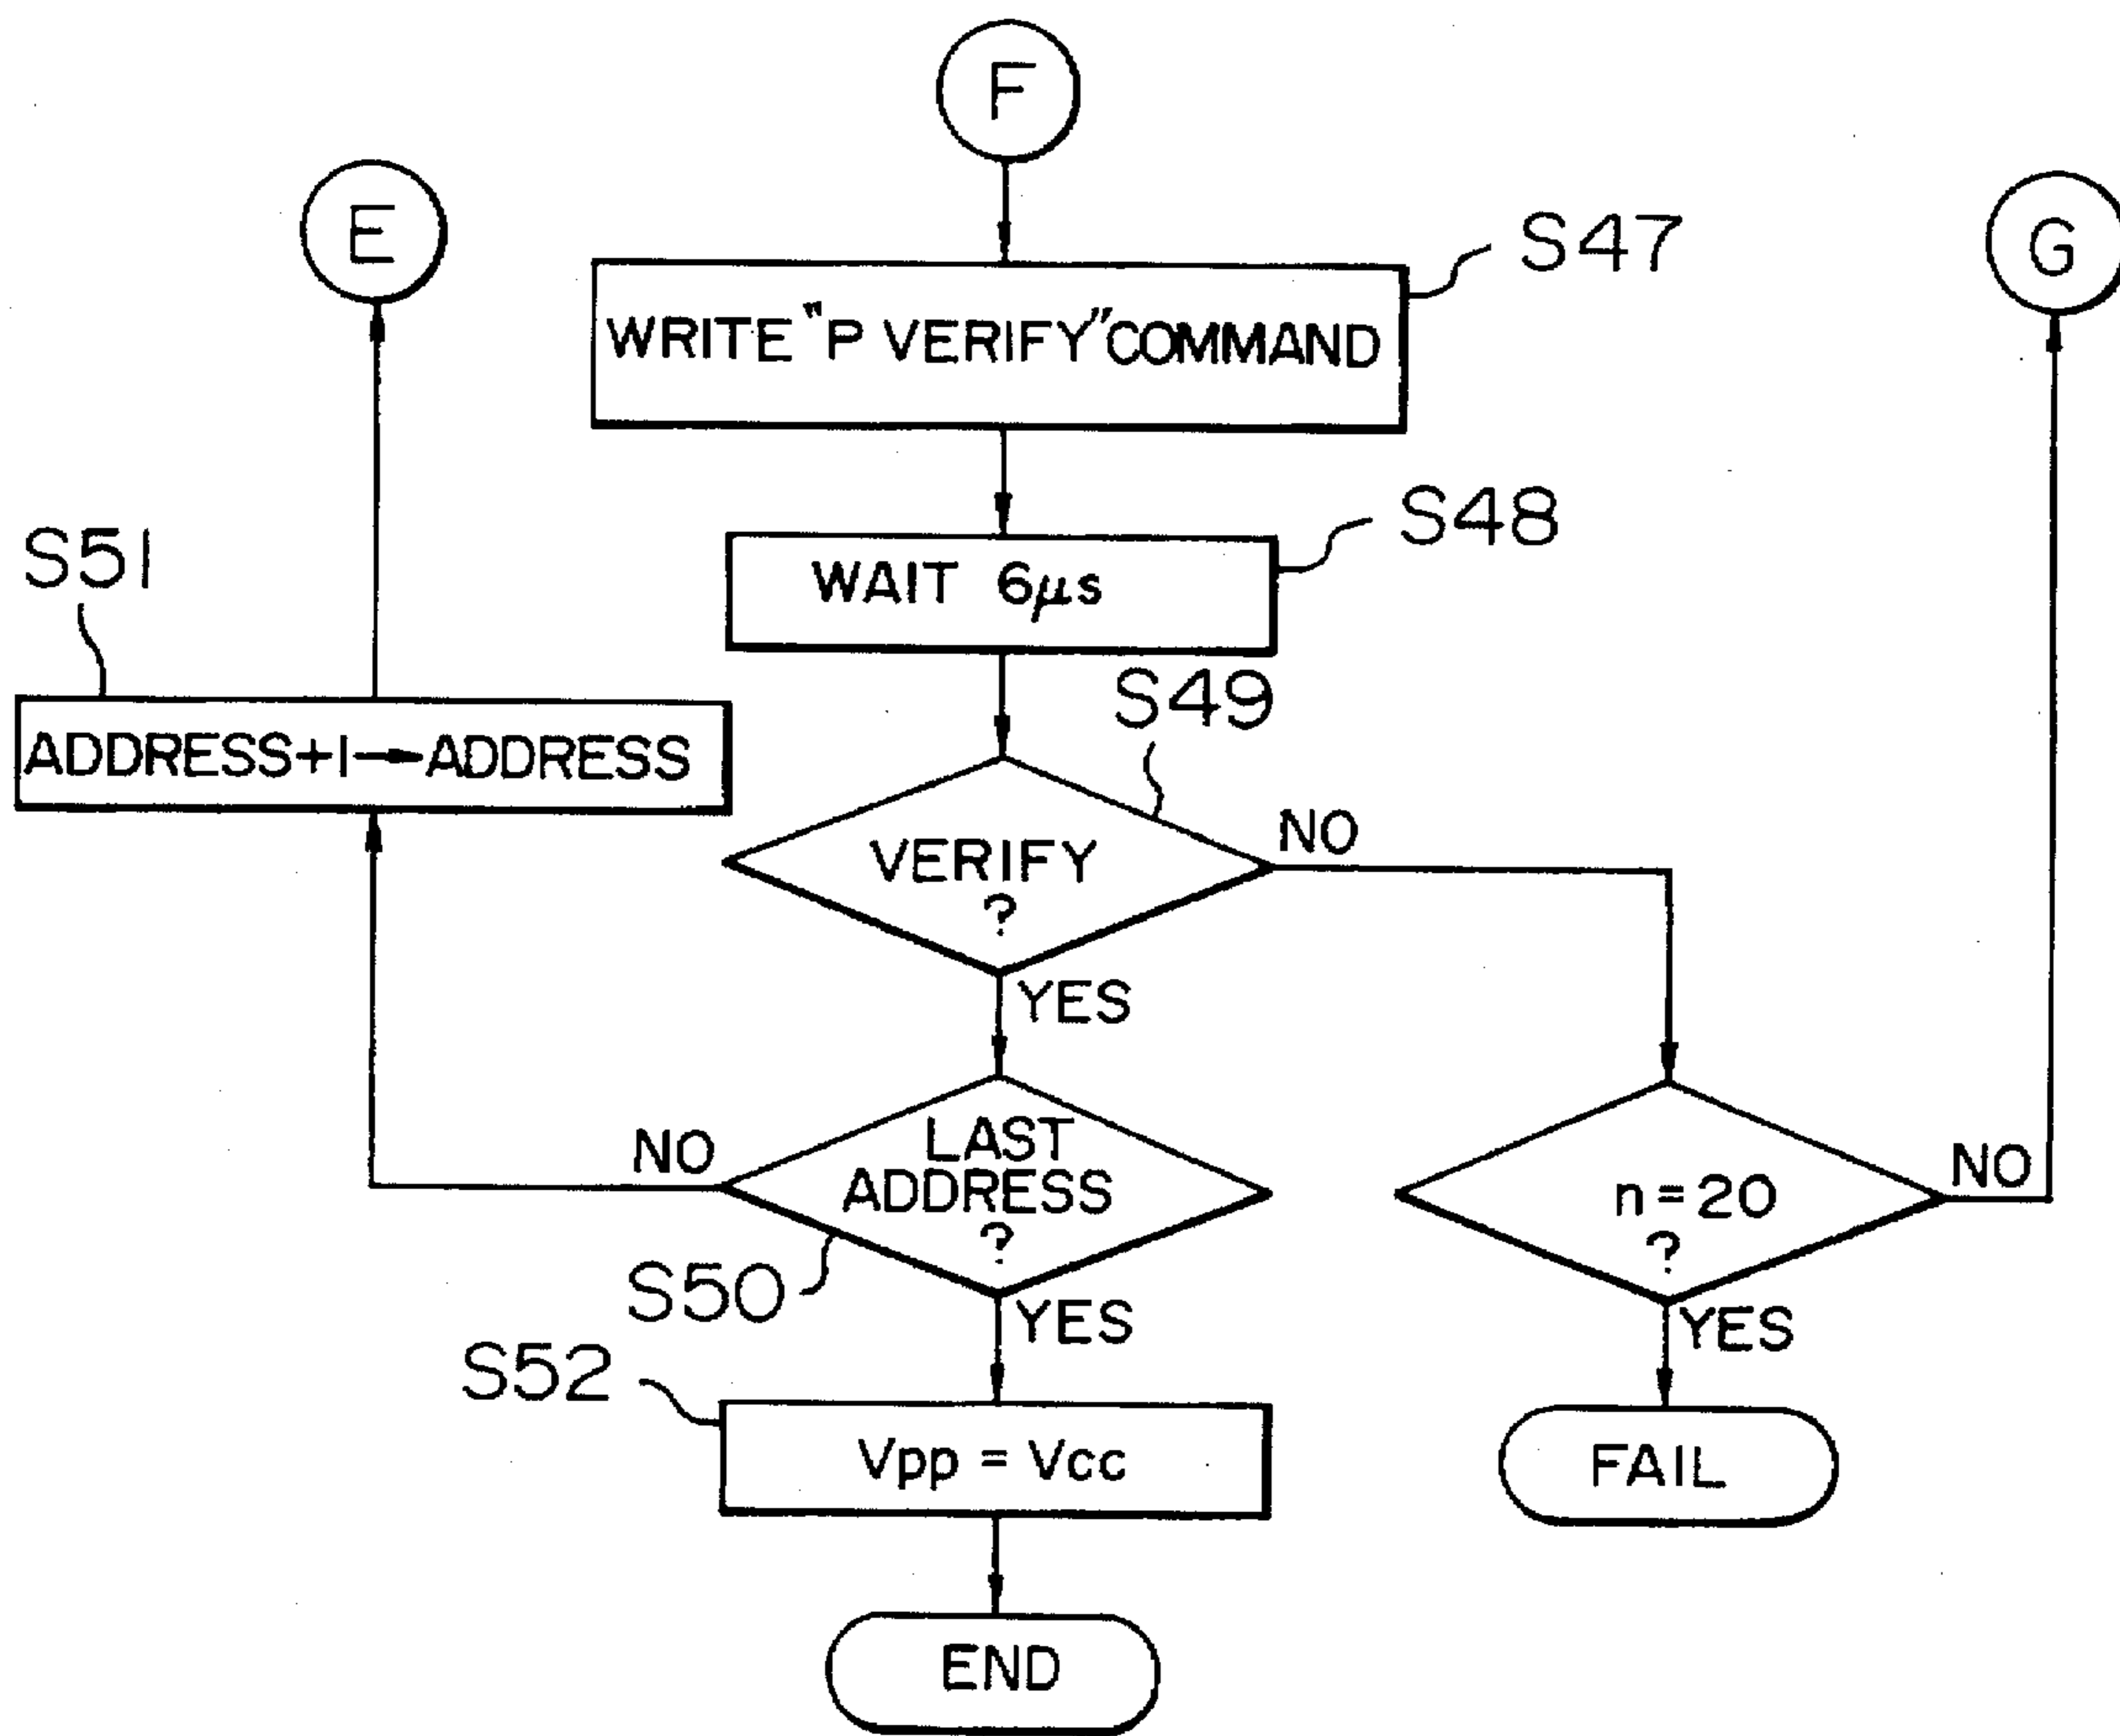 F
E
G
S47
WRITE "P VERIFY" COMMAND
S48
WAIT 6μs
S51
ADDRESS+1→ADDRESS
S49
VERIFY
?
NO
YES
LAST
ADDRESS
?
NO
S50
YES
n=20
?
NO
YES
S52
Vpp = Vcc
FAIL
END